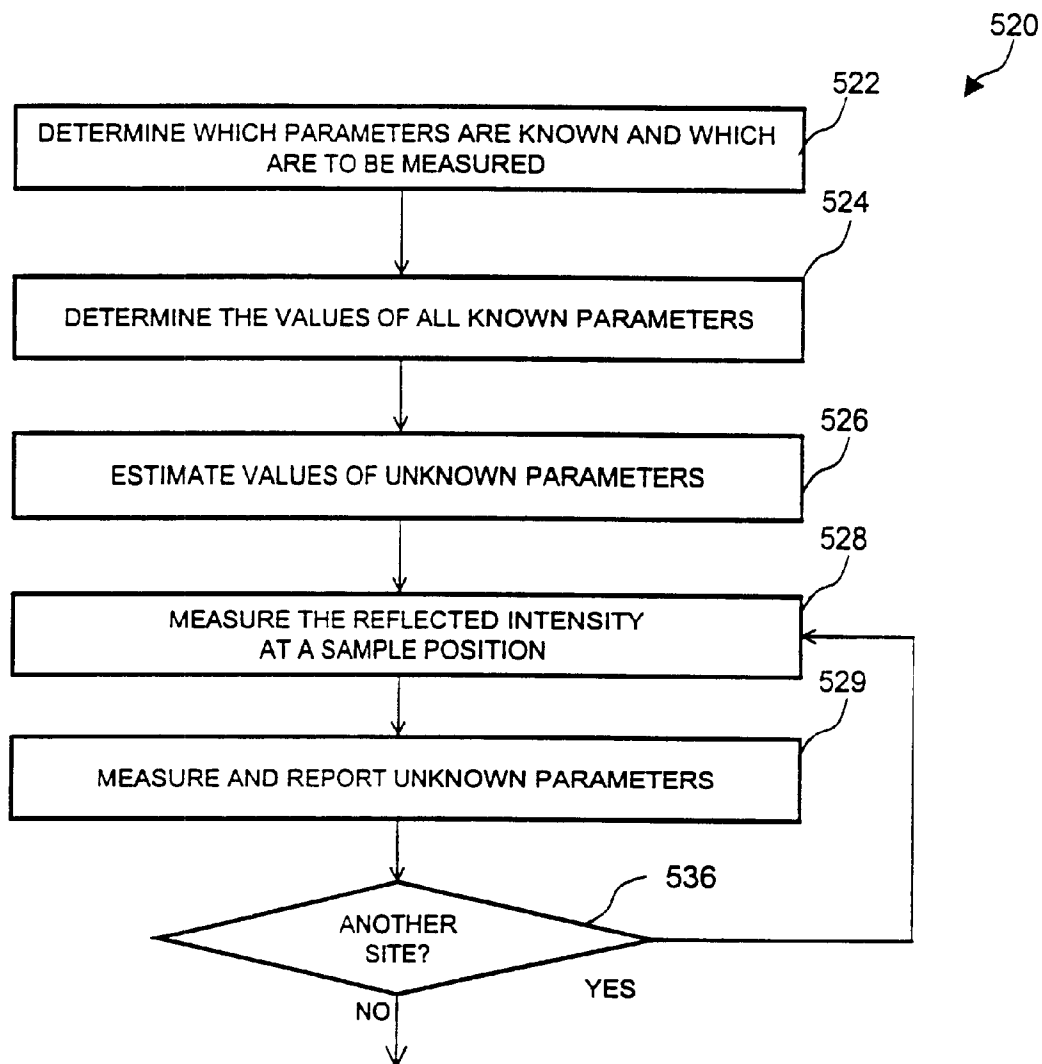 520
522
DETERMINE WHICH PARAMETERS ARE KNOWN AND WHICH
ARE TO BE MEASURED
524
DETERMINE THE VALUES OF ALL KNOWN PARAMETERS
526
ESTIMATE VALUES OF UNKNOWN PARAMETERS
528
MEASURE THE REFLECTED INTENSITY
AT A SAMPLE POSITION
529
MEASURE AND REPORT UNKNOWN PARAMETERS
536
ANOTHER
SITE?
YES
NO